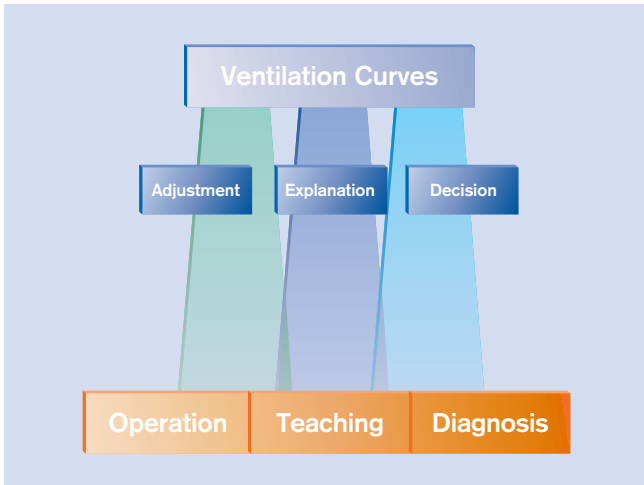 Ventilation Curves
Adjustment
Explanation
Decision
Operation
Teaching
Diagnosis